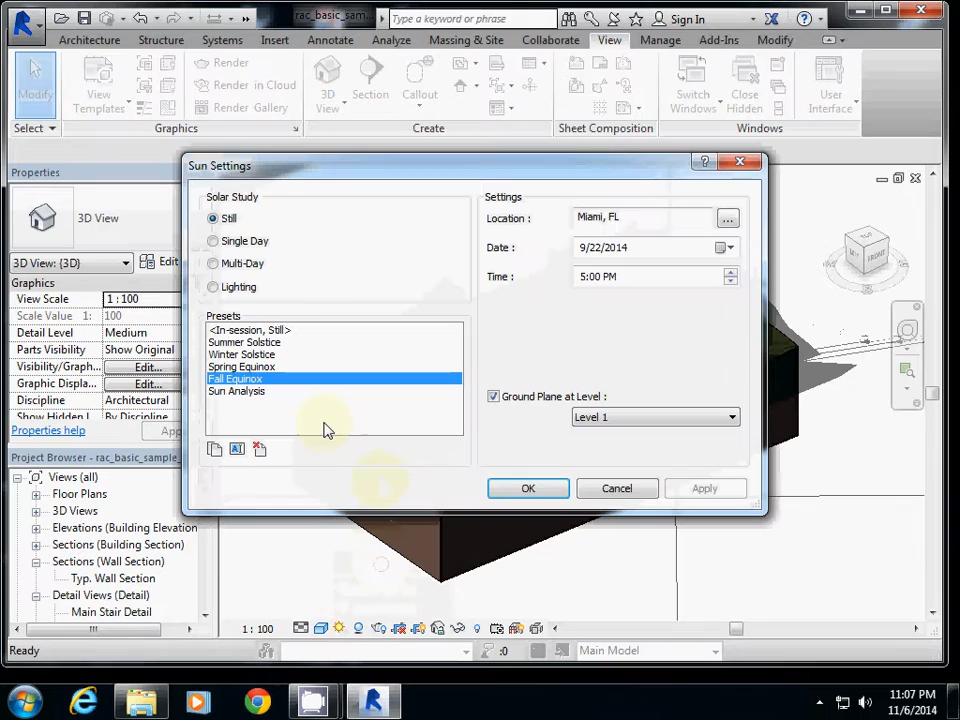 rac_basic_sam...
Type a keyword or phrase
Sign In
Architecture
Structure
Systems
Insert
Annotate
Analyze
Massing & Site
Collaborate
View
Manage
Add-Ins
Modify
Modify
View
Templates
Render
Render in Cloud
Render Gallery
3D
View
Section
Callout
Switch
Windows
Close
Hidden
User
Interface
Select
Graphics
Create
Sheet Composition
Windows
Properties
3D View
3D View: {3D}
Edit
Graphics
View Scale
1 : 100
Scale Value 1:
100
Detail Level
Medium
Parts Visibility
Show Original
Visibility/Graph...
Edit...
Graphic Displa...
Edit...
Discipline
Architectural
Show Hidden L...
By Discipline
Properties help
App
Project Browser - rac_basic_sample_
Views (all)
Floor Plans
3D Views
Elevations (Building Elevation
Sections (Building Section)
Sections (Wall Section)
Typ. Wall Section
Detail Views (Detail)
Main Stair Detail
Sun Settings
Solar Study
Still
Single Day
Multi-Day
Lighting
Presets
<In-session, Still>
Summer Solstice
Winter Solstice
Spring Equinox
Fall Equinox
Sun Analysis
Settings
Location :
Miami, FL
...
Date :
9/22/2014
Time :
5:00 PM
Ground Plane at Level :
Level 1
OK
Cancel
Apply
TOP
LEFT
FRONT
1 : 100
Ready
:0
Main Model
11:07 PM
11/6/2014